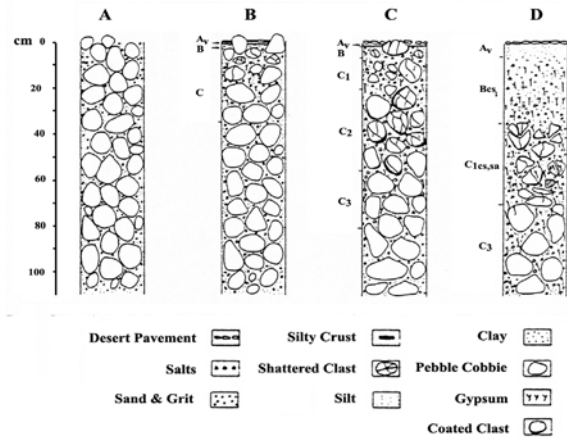 A B C D
cm 0 20 40 60 80 100
Av
B
C
Av
B
C1
C2
C3
Av
Bcsi
C1cs,sa
C3
Desert Pavement Silty Crust Clay
Salts Shattered Clast Pebble Cobbie
Sand & Grit Silt Gypsum
Coated Clast